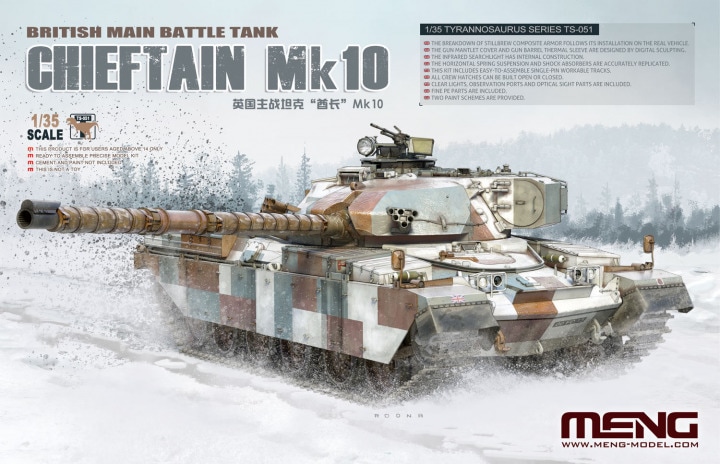 BRITISH MAIN BATTLE TANK
CHIEFTAIN Mk10
英国主战坦克“酋长”Mk10
1/35 TYRANNOSAURUS SERIES TS-051
THE BREAKDOWN OF STILLBREW COMPOSITE ARMOR FOLLOWS ITS INSTALLATION ON THE REAL VEHICLE.
THE GUN MANTLET COVER AND GUN BARREL THERMAL SLEEVE ARE DESIGNED BY DIGITAL SCULPTING.
THE INFRARED SEARCHLIGHT HAS INTERNAL CONSTRUCTION.
THE HORIZONTAL SPRING SUSPENSION AND SHOCK ABSORBERS ARE ACCURATELY REPLICATED.
THIS KIT INCLUDES EASY-TO-ASSEMBLE SINGLE-PIN WORKABLE TRACKS.
ALL CREW HATCHES CAN BE BUILT OPEN OR CLOSED.
CLEAR LIGHTS, OBSERVATION PORTS AND OPTICAL SIGHT PARTS ARE INCLUDED.
FINE PE PARTS ARE INCLUDED.
TWO PAINT SCHEMES ARE PROVIDED.
1/35
SCALE
TS-051
THIS PRODUCT IS FOR USERS AGED ABOVE 14 ONLY
READY TO ASSEMBLE PRECISE MODEL KIT
CEMENT AND PAINT NOT INCLUDED
THIS IS NOT A TOY
MENG
WWW.MENG-MODEL.COM